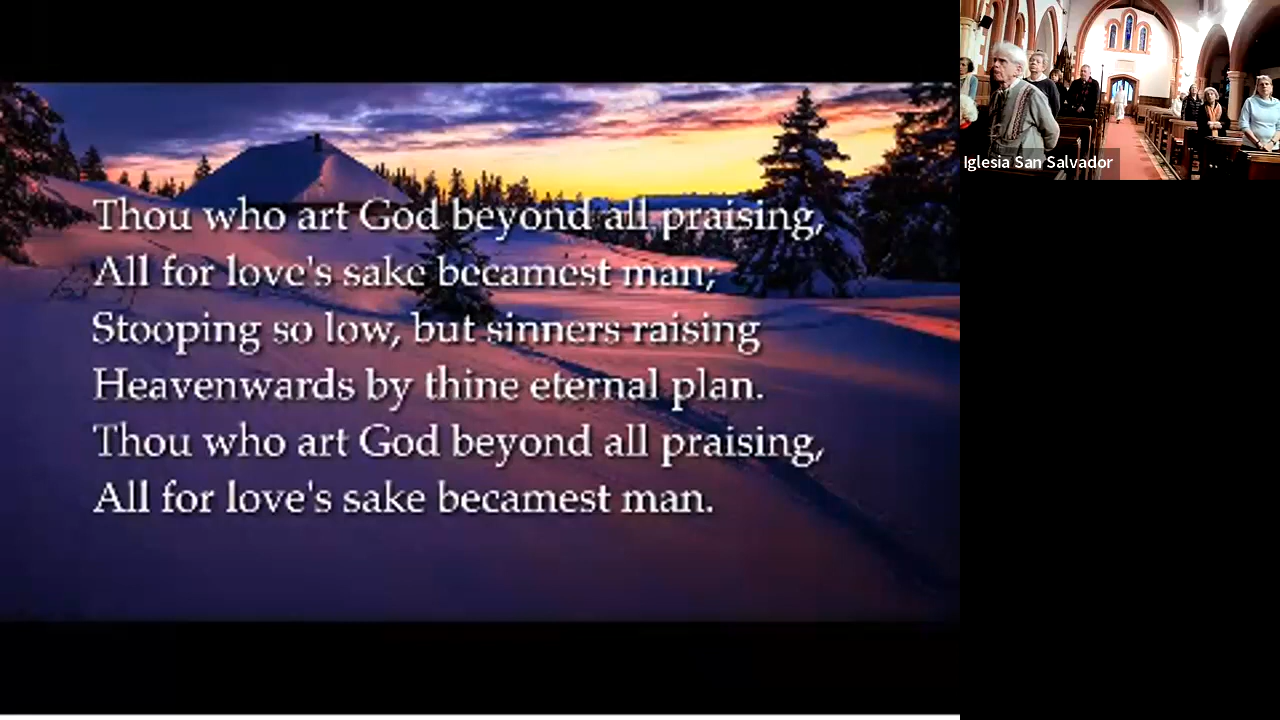 Thou who art God beyond all praising,
All for love's sake becamest man;
Stooping so low, but sinners raising
Heavenwards by thine eternal plan.
Thou who art God beyond all praising,
All for love's sake becamest man.
Iglesia San Salvador